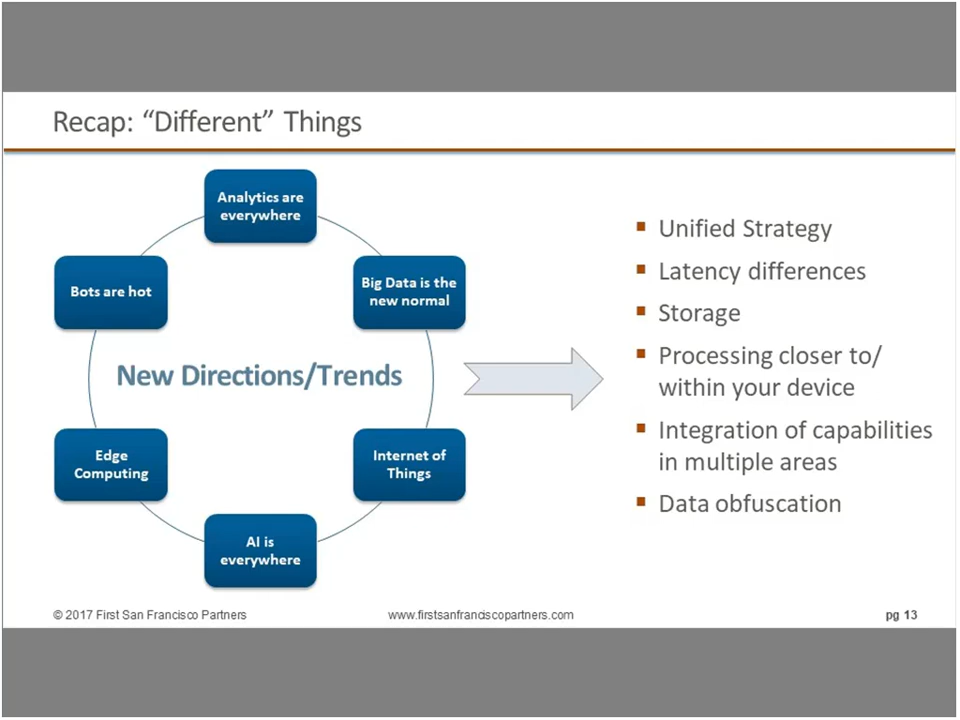 Recap: “Different” Things
Analytics are
everywhere
Big Data is the
new normal
Internet of
Things
AI is
everywhere
Edge
Computing
Bots are hot
New Directions/Trends
Unified Strategy
Latency differences
Storage
Processing closer to/
within your device
Integration of capabilities
in multiple areas
Data obfuscation
© 2017 First San Francisco Partners
www.firstsanfranciscopartners.com
pg 13